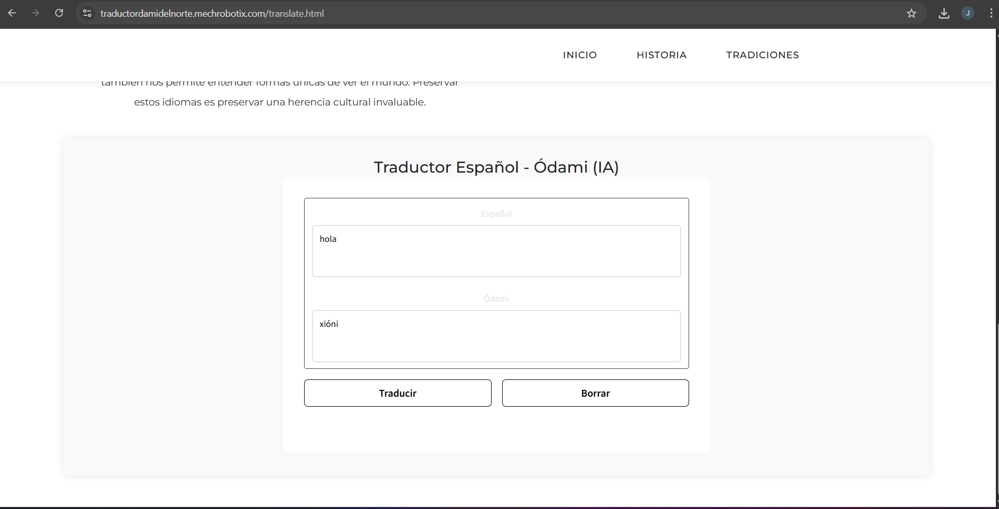 traductordamidelnorte.mechrobotix.com/translate.html
J
INICIO HISTORIA TRADICIONES
también nos permite entender formas únicas de ver el mundo. Preservar
estos idiomas es preservar una herencia cultural invaluable.
Traductor Español - Ódami (IA)
Español
hola
Ódami
xióni
Traducir Borrar